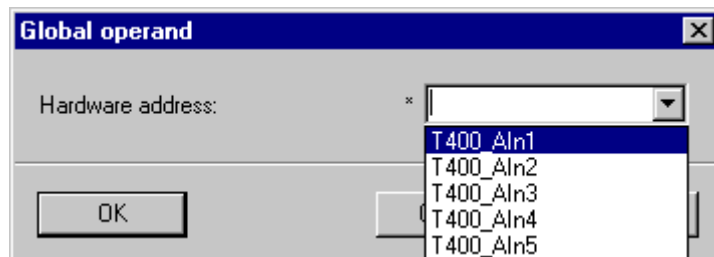 Global operand
Hardware address: *
T400_AIn1
T400_AIn2
T400_AIn3
T400_AIn4
T400_AIn5
OK